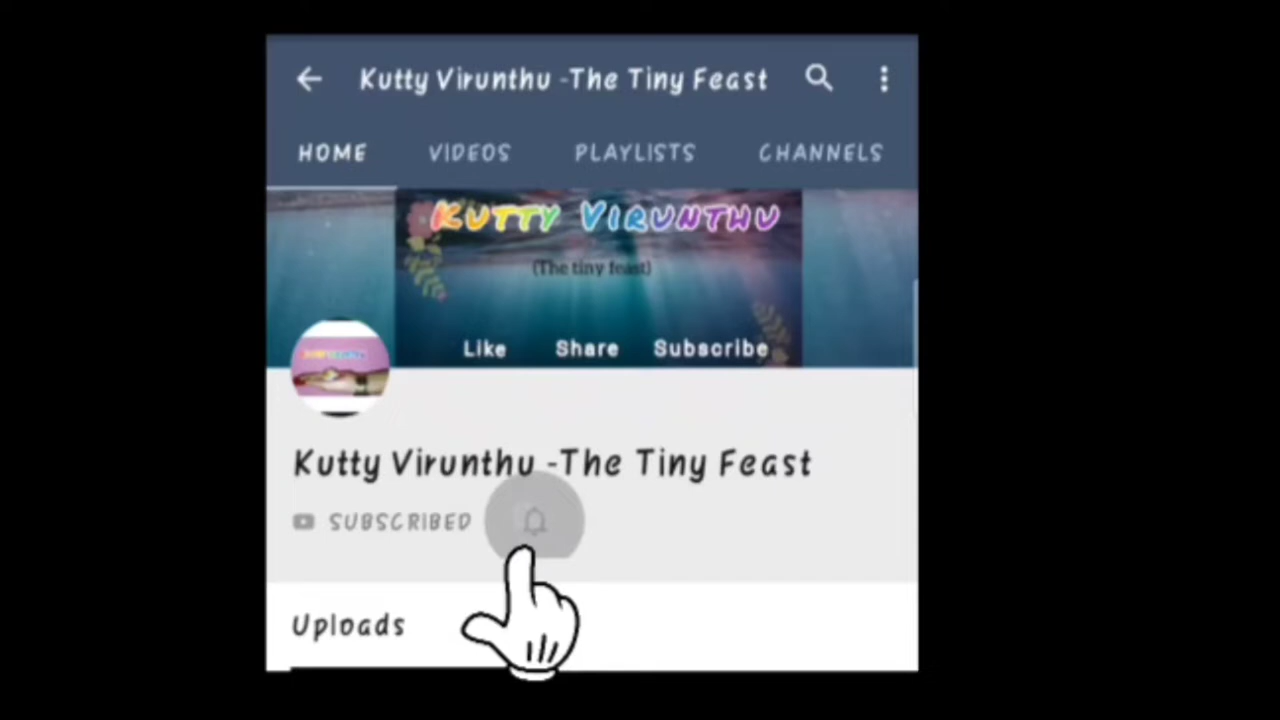 Kutty Virunthu -The Tiny Feast
HOME VIDEOS PLAYLISTS CHANNELS
KUTTY VIRUNTHU
(The tiny feast)
Like Share Subscribe
Kutty Virunthu -The Tiny Feast
SUBSCRIBED
Uploads